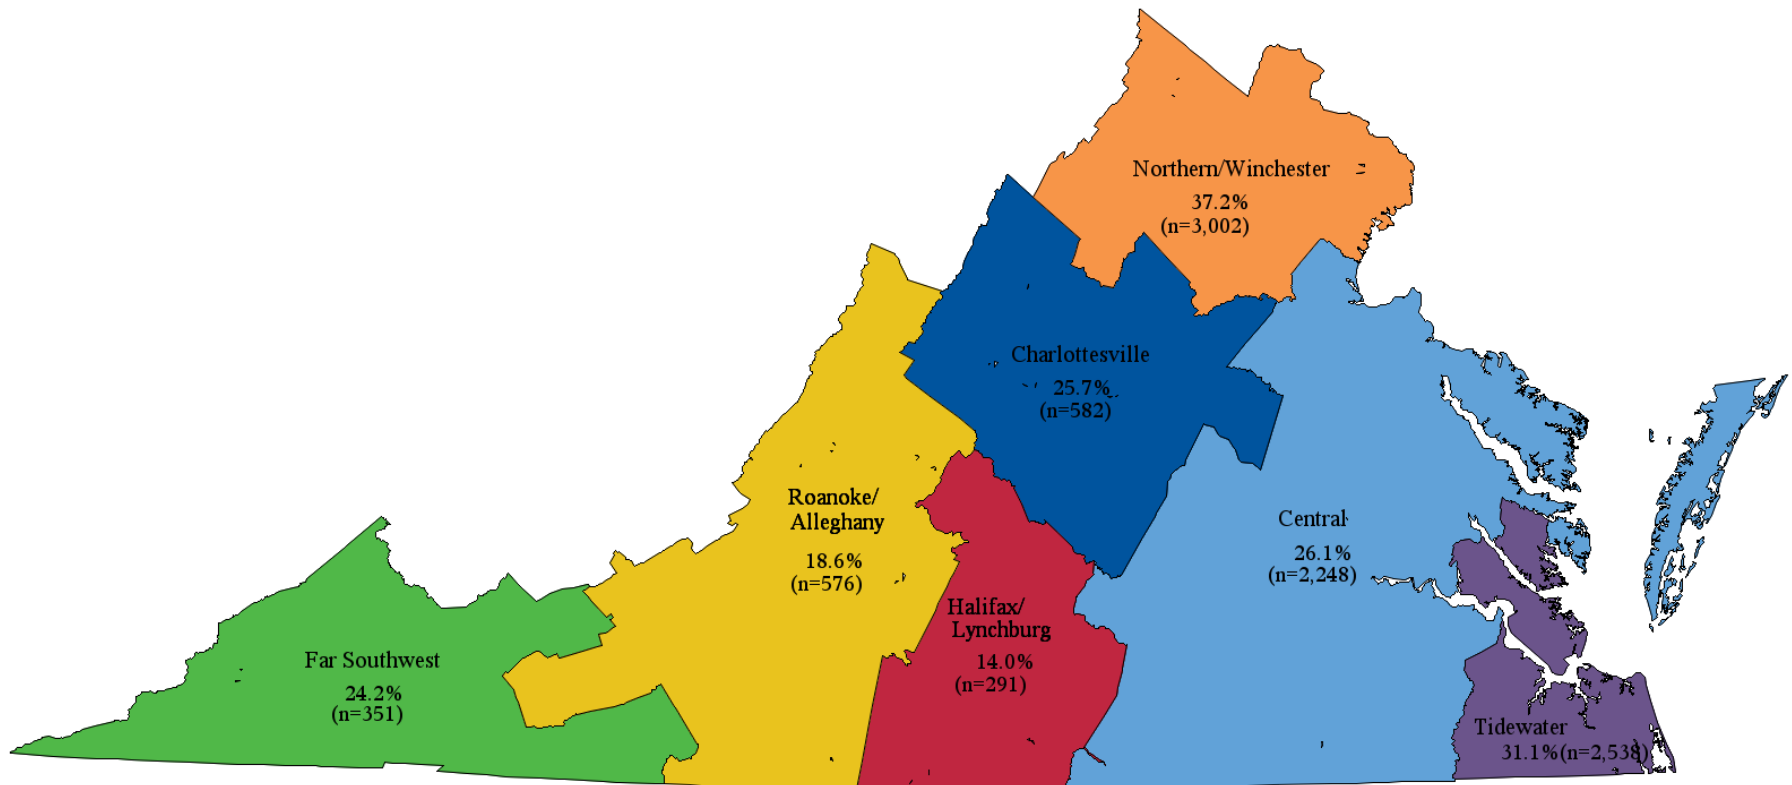 Northern/Winchester
37.2%
(n=3,002)
Charlottesville
25.7%
(n=582)
Roanoke/
Alleghany
18.6%
(n=576)
Central
26.1%
(n=2,248)
Halifax/
Lynchburg
14.0%
(n=291)
Far Southwest
24.2%
(n=351)
Tidewater
31.1%(n=2,538)